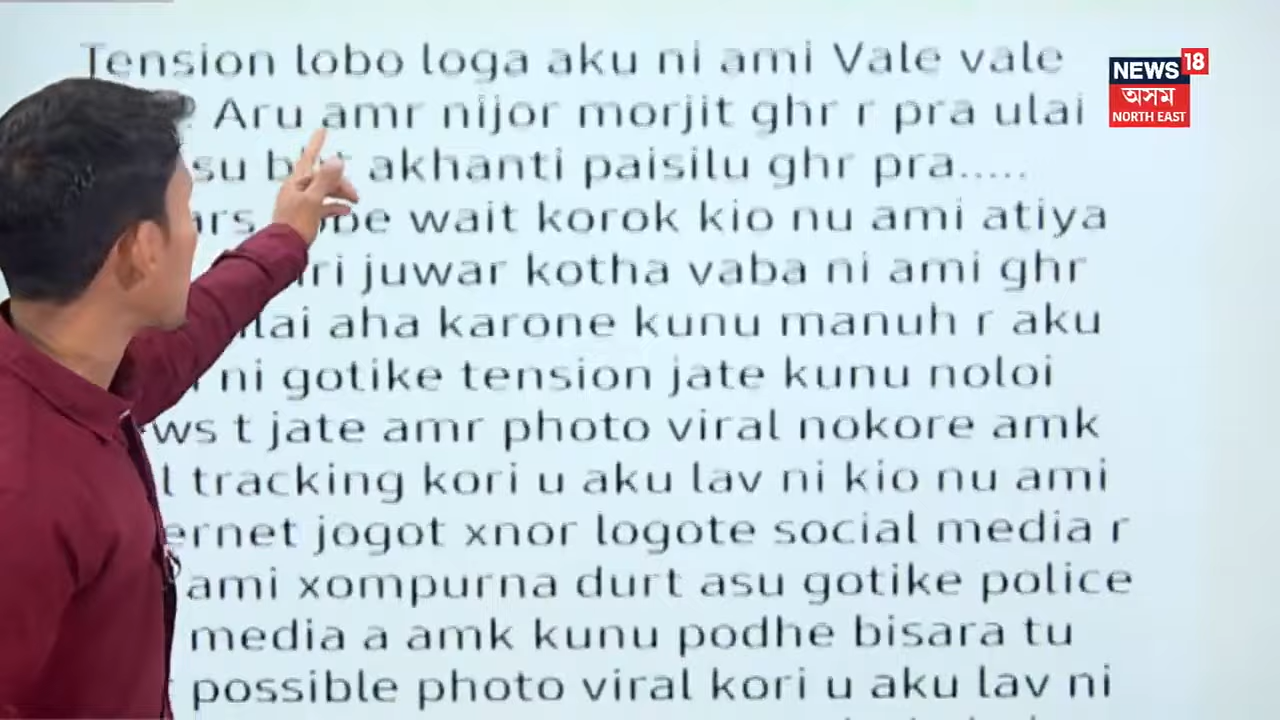 Tension lobo loga aku ni ami Vale vale
Aru amr nijor morjit ghr r pra ulai
su akhanti paisilu ghr pra.....
wait korok kio nu ami atiya
juwar kotha vaba ni ami ghr
aha karone kunu manuh r aku
ni gotike tension jate kunu noloi
t jate amr photo viral nokore amk
tracking kori u aku lav ni kio nu ami
jogot xnor logote social media r
ami xompurna durt asu gotike police
media a amk kunu podhe bisara tu
possible photo viral kori u aku lav ni
NEWS 18
অসম
NORTH EAST